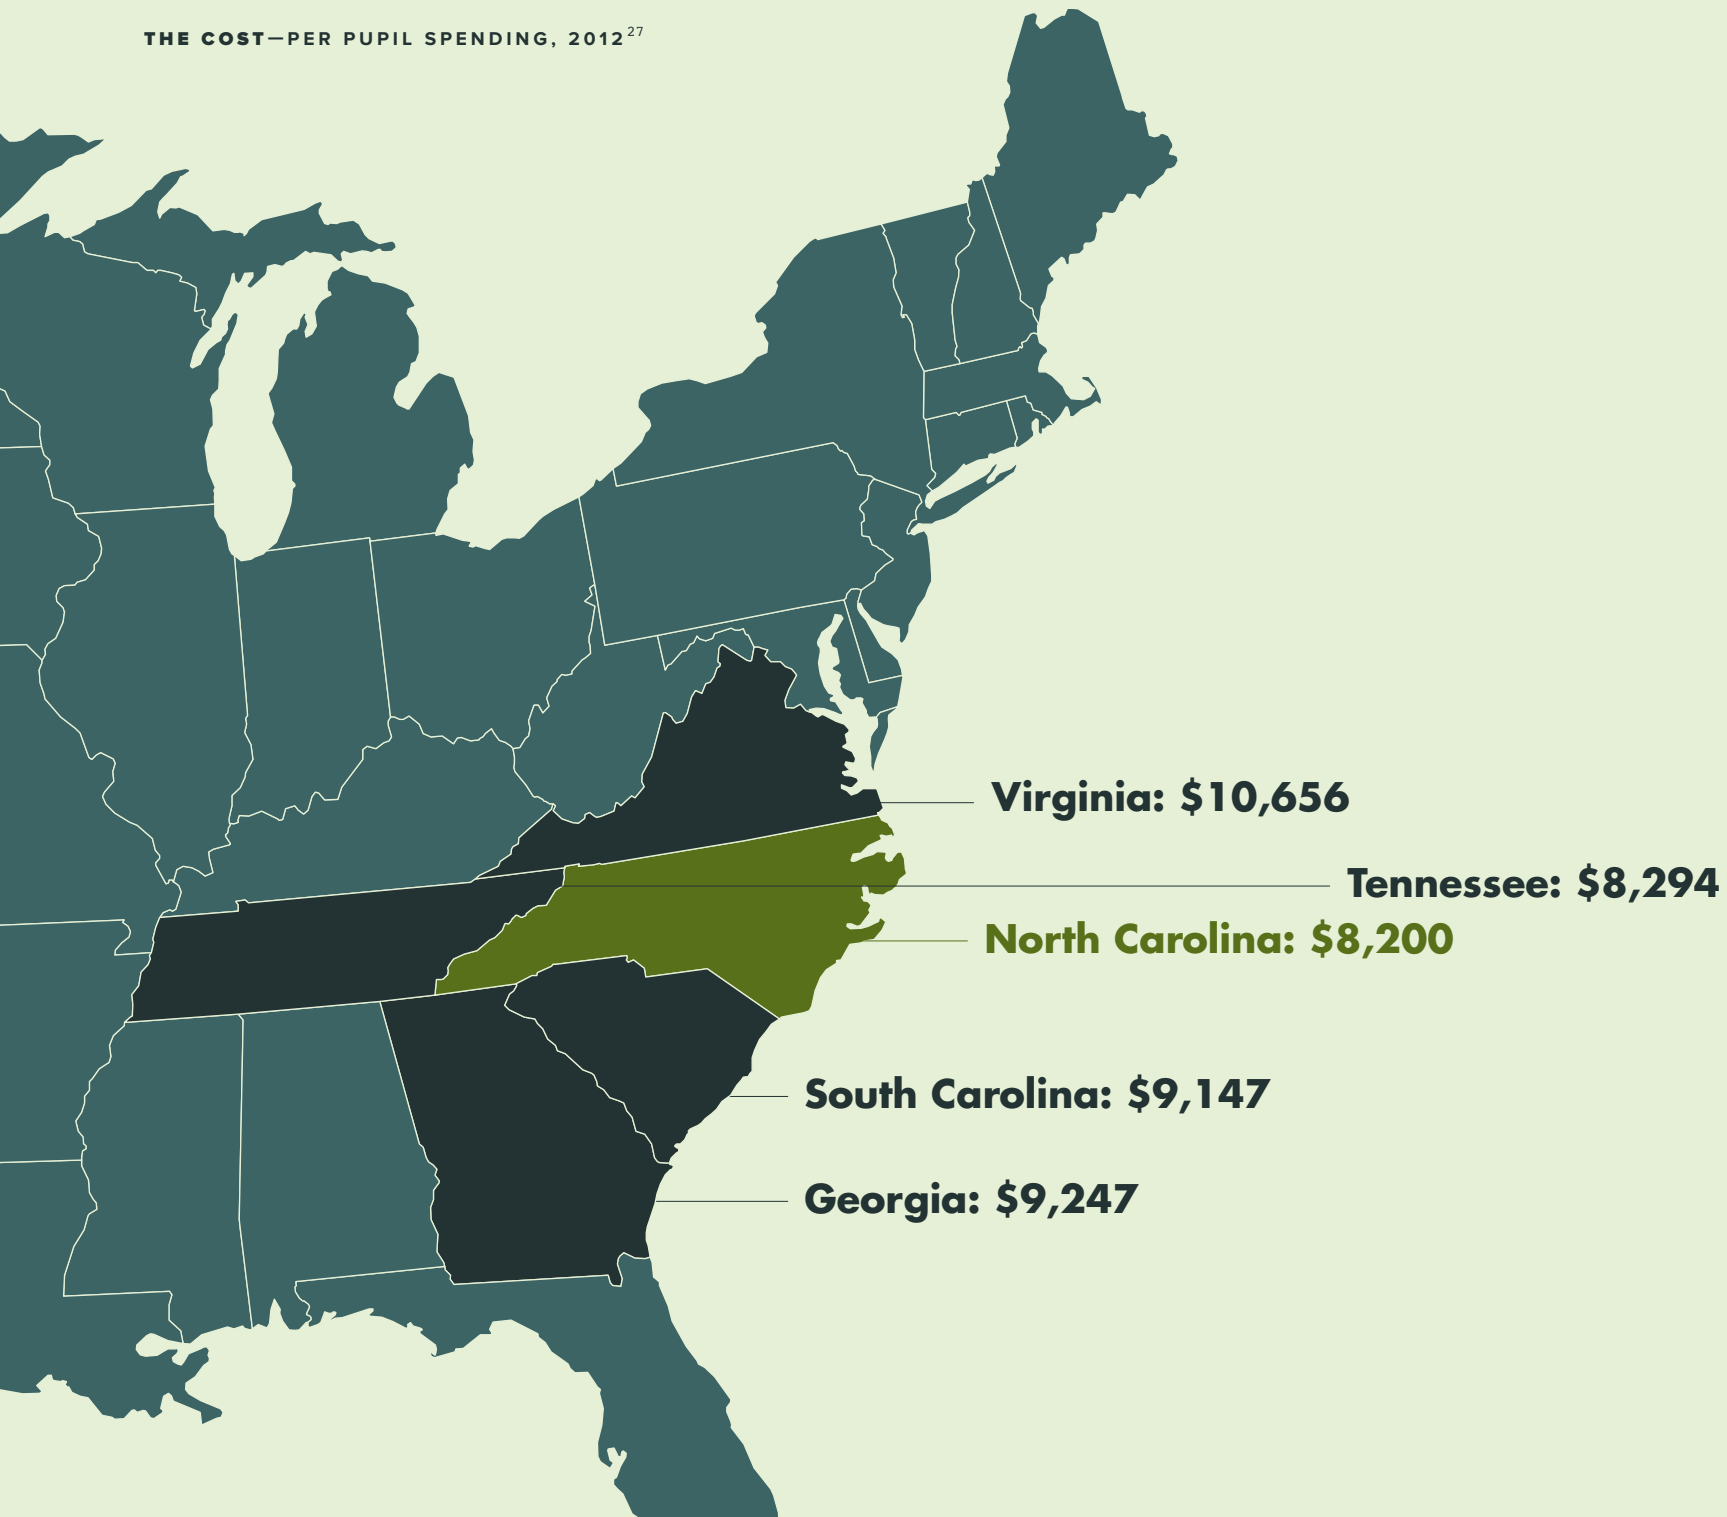 THE COST—PER PUPIL SPENDING, 2012²⁷
Virginia: $10,656
Tennessee: $8,294
North Carolina: $8,200
South Carolina: $9,147
Georgia: $9,247